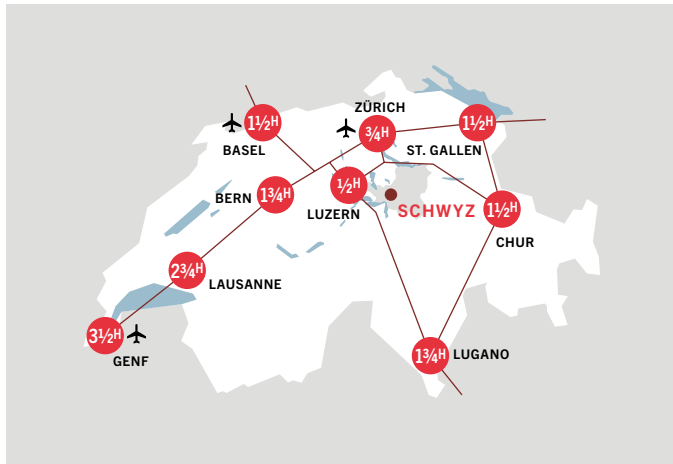 ZÜRICH
¾H
1½H
BASEL
1½H
ST. GALLEN
½H
LUZERN
BERN
1¾H
SCHWYZ
1½H
CHUR
2¾H
LAUSANNE
3½H
GENF
1¾H
LUGANO